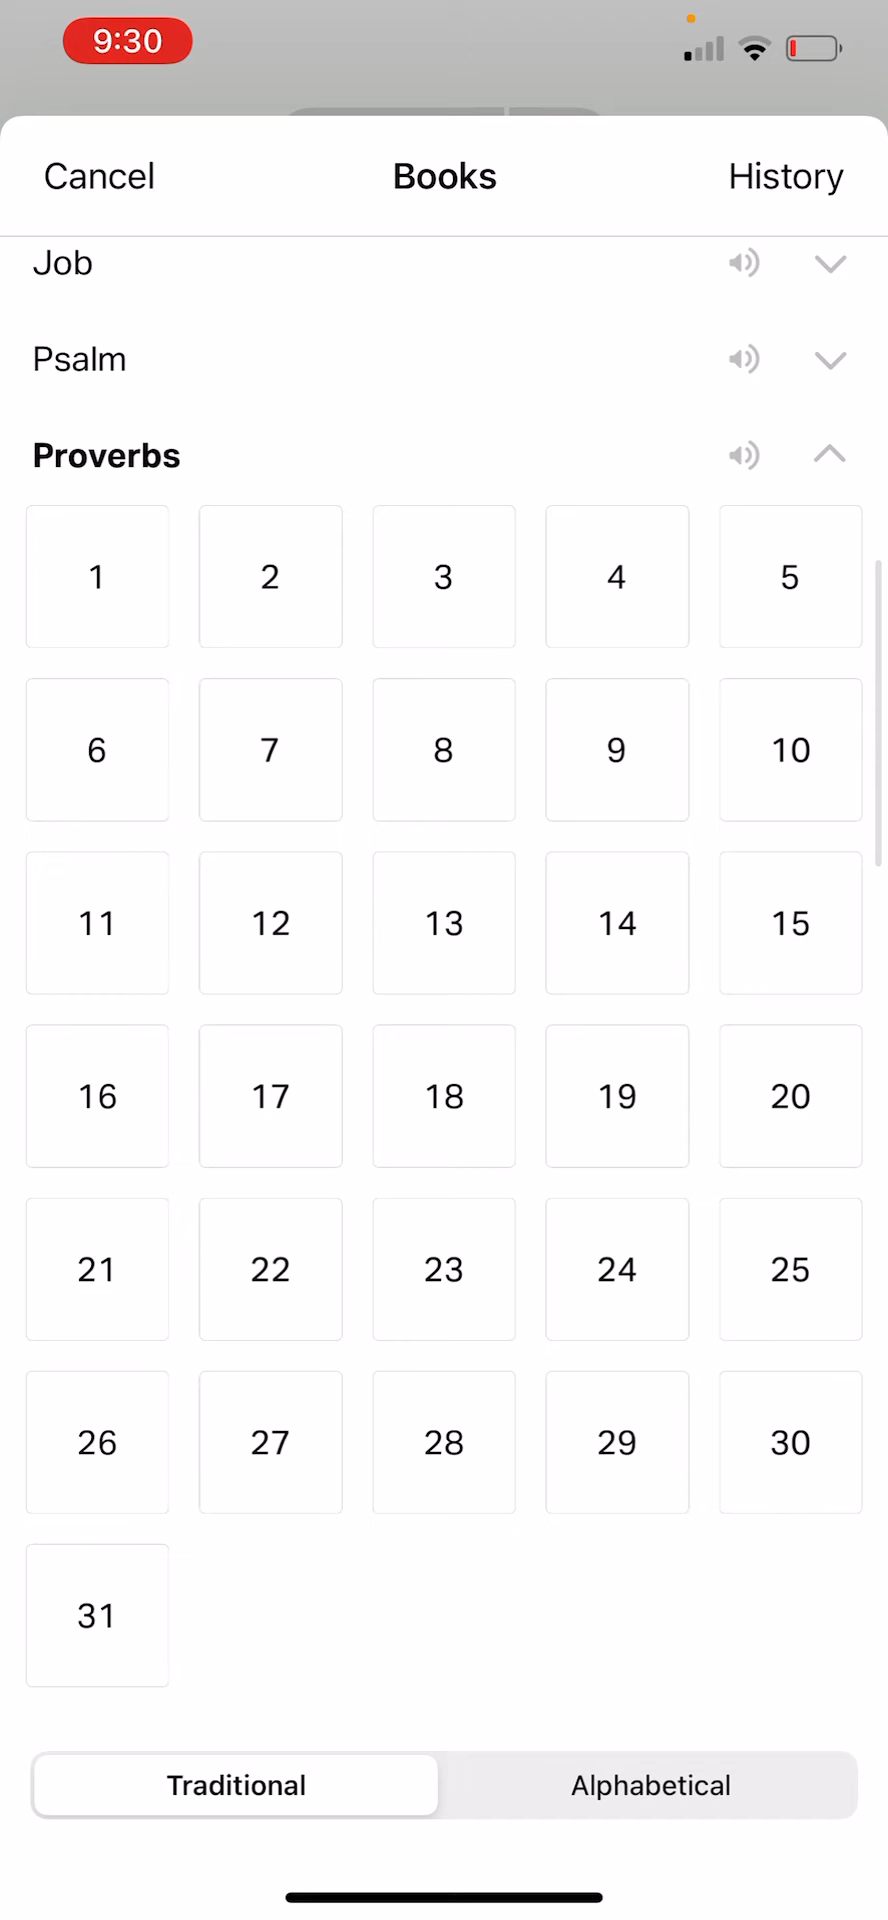 9:30
Cancel Books History
Job
Psalm
Proverbs
1 2 3 4 5
6 7 8 9 10
11 12 13 14 15
16 17 18 19 20
21 22 23 24 25
26 27 28 29 30
31
Traditional Alphabetical